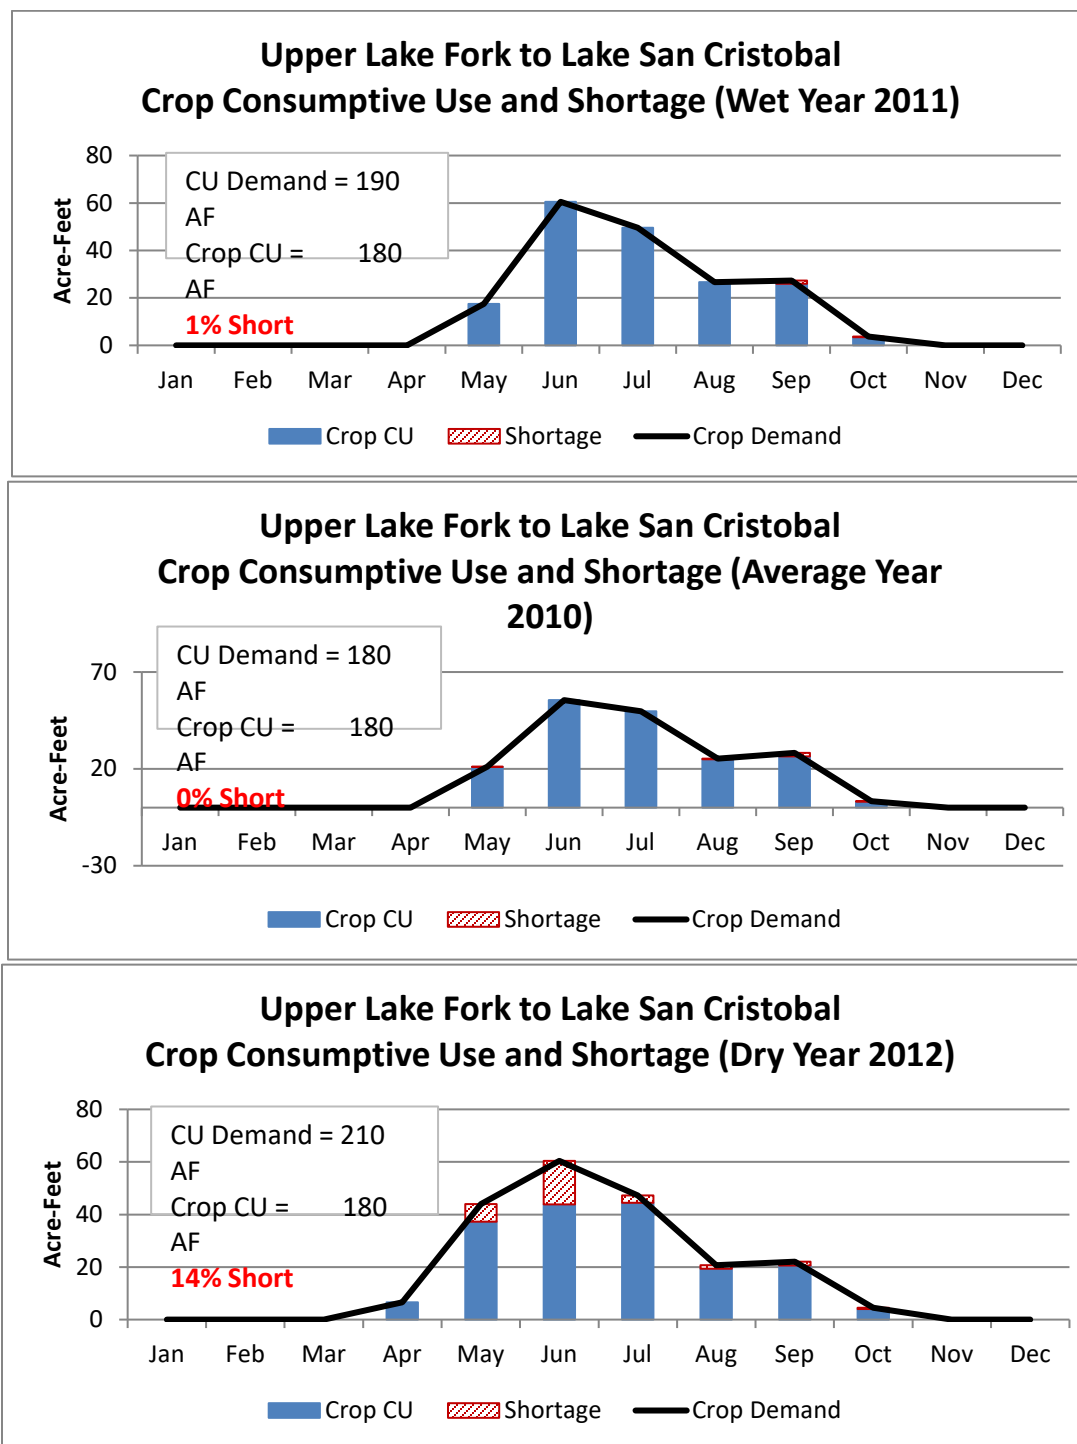 Upper Lake Fork to Lake San Cristobal
Crop Consumptive Use and Shortage (Wet Year 2011)
80
60
40
20
0
Acre-Feet
CU Demand = 190
AF
Crop CU = 180
AF
1% Short
Jan Feb Mar Apr May Jun Jul Aug Sep Oct Nov Dec
Crop CU Shortage Crop Demand
Upper Lake Fork to Lake San Cristobal
Crop Consumptive Use and Shortage (Average Year
2010)
70
20
-30
Acre-Feet
CU Demand = 180
AF
Crop CU = 180
AF
0% Short
Jan Feb Mar Apr May Jun Jul Aug Sep Oct Nov Dec
Crop CU Shortage Crop Demand
Upper Lake Fork to Lake San Cristobal
Crop Consumptive Use and Shortage (Dry Year 2012)
80
60
40
20
0
Acre-Feet
CU Demand = 210
AF
Crop CU = 180
AF
14% Short
Jan Feb Mar Apr May Jun Jul Aug Sep Oct Nov Dec
Crop CU Shortage Crop Demand